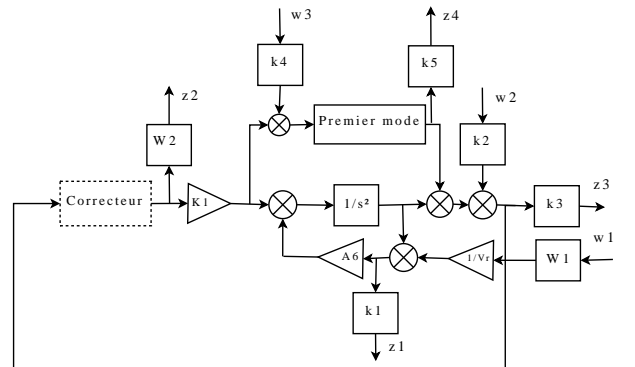 w3
z4
k4
k5
z2
w2
Premier mode
W2
k2
z3
Correcteur
K1
1/s²
k3
w1
A6
1/Vr
W1
k1
z1